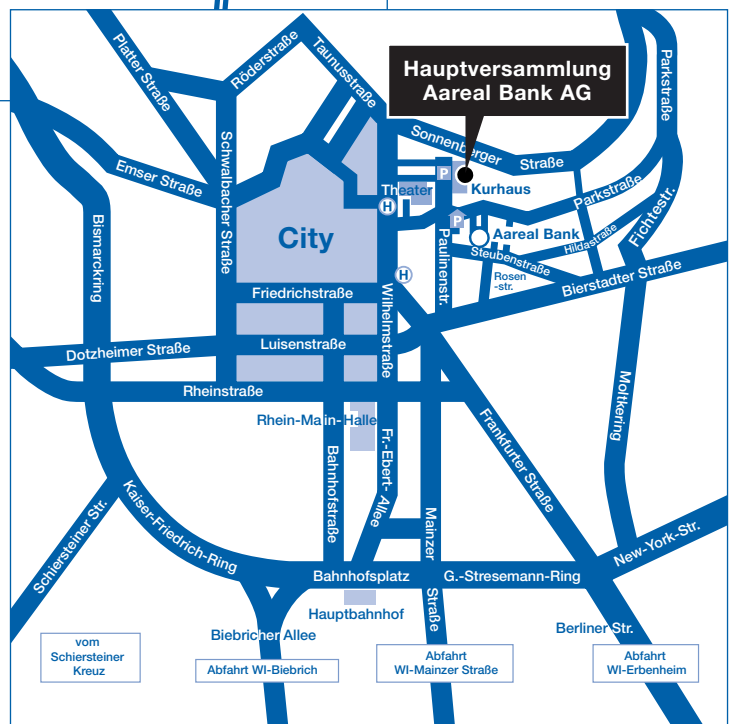 Platter Straße
Röderstraße
Taunusstraße
Hauptversammlung
Aareal Bank AG
Parkstraße
Sonnenberger
Straße
Emser Straße
Schwalbacher Straße
Theater
P
Kurhaus
Parkstraße
H
P
Bismarckring
City
Paulinenstr.
Aareal Bank
Hildastraße
Fichtestr.
Steubenstraße
H
Rosen
-str.
Bierstadter Straße
Friedrichstraße
Wilhelmstraße
Dotzheimer Straße
Luisenstraße
Rheinstraße
Moltkering
Rhein-Main-Halle
Frankfurter Straße
Bahnhofstraße
Fr.-Ebert-
Allee
Schiersteiner Str.
Kaiser-Friedrich-Ring
Mainzer
Straße
New-York-Str.
Bahnhofsplatz
G.-Stresemann-Ring
Hauptbahnhof
Biebricher Allee
Berliner Str.
vom
Schiersteiner
Kreuz
Abfahrt WI-Biebrich
Abfahrt
WI-Mainzer Straße
Abfahrt
WI-Erbenheim